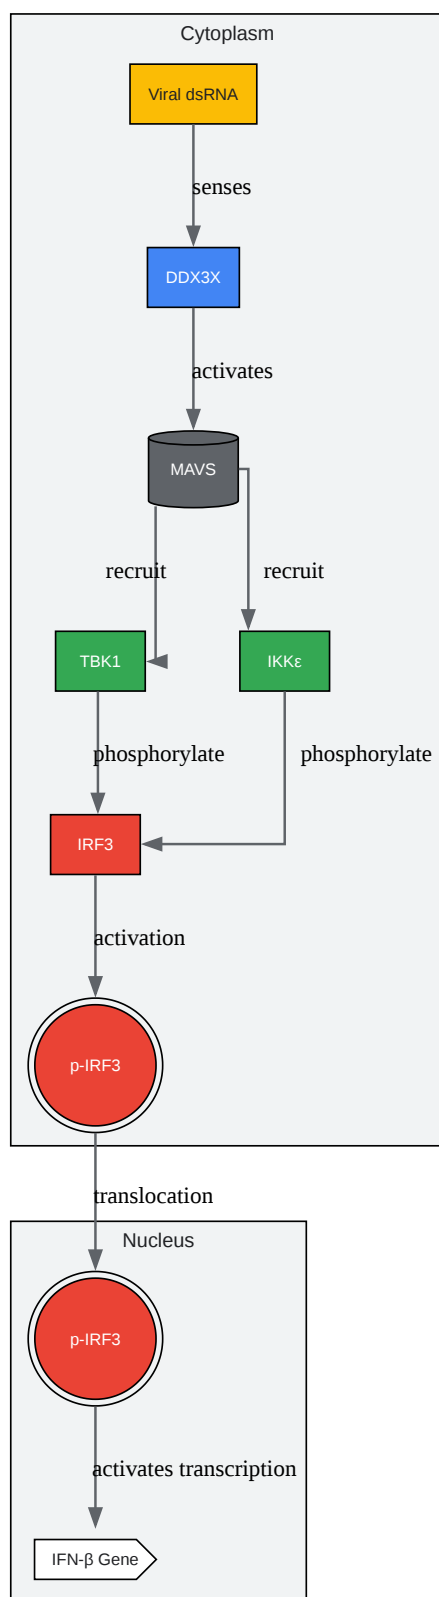 Cytoplasm
Viral dsRNA
senses
DDX3X
activates
MAVS
recruit
recruit
TBK1
IKKε
phosphorylate
phosphorylate
IRF3
activation
p-IRF3
translocation
Nucleus
p-IRF3
activates transcription
IFN-β Gene